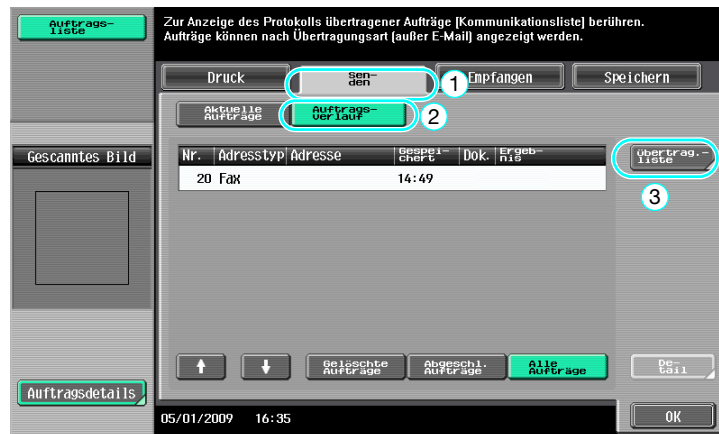 Auftrags-
liste
Zur Anzeige des Protokolls übertragener Aufträge [Kommunikationsliste] berühren.
Aufträge können nach Übertragungsart (außer E-Mail) angezeigt werden.
Druck
Sen-
den
1
Empfangen
Speichern
Aktuelle
Aufträge
Auftrags-
verlauf
2
Gescanntes Bild
Nr. Adresstyp Adresse Gespei-
chert Dok. Ergeb-
nis
Übertrag.-
liste
3
20 Fax 14:49
Gelöschte
Aufträge
Abgeschl.
Aufträge
Alle
Aufträge
De-
tail
Auftragsdetails
05/01/2009 16:35
OK